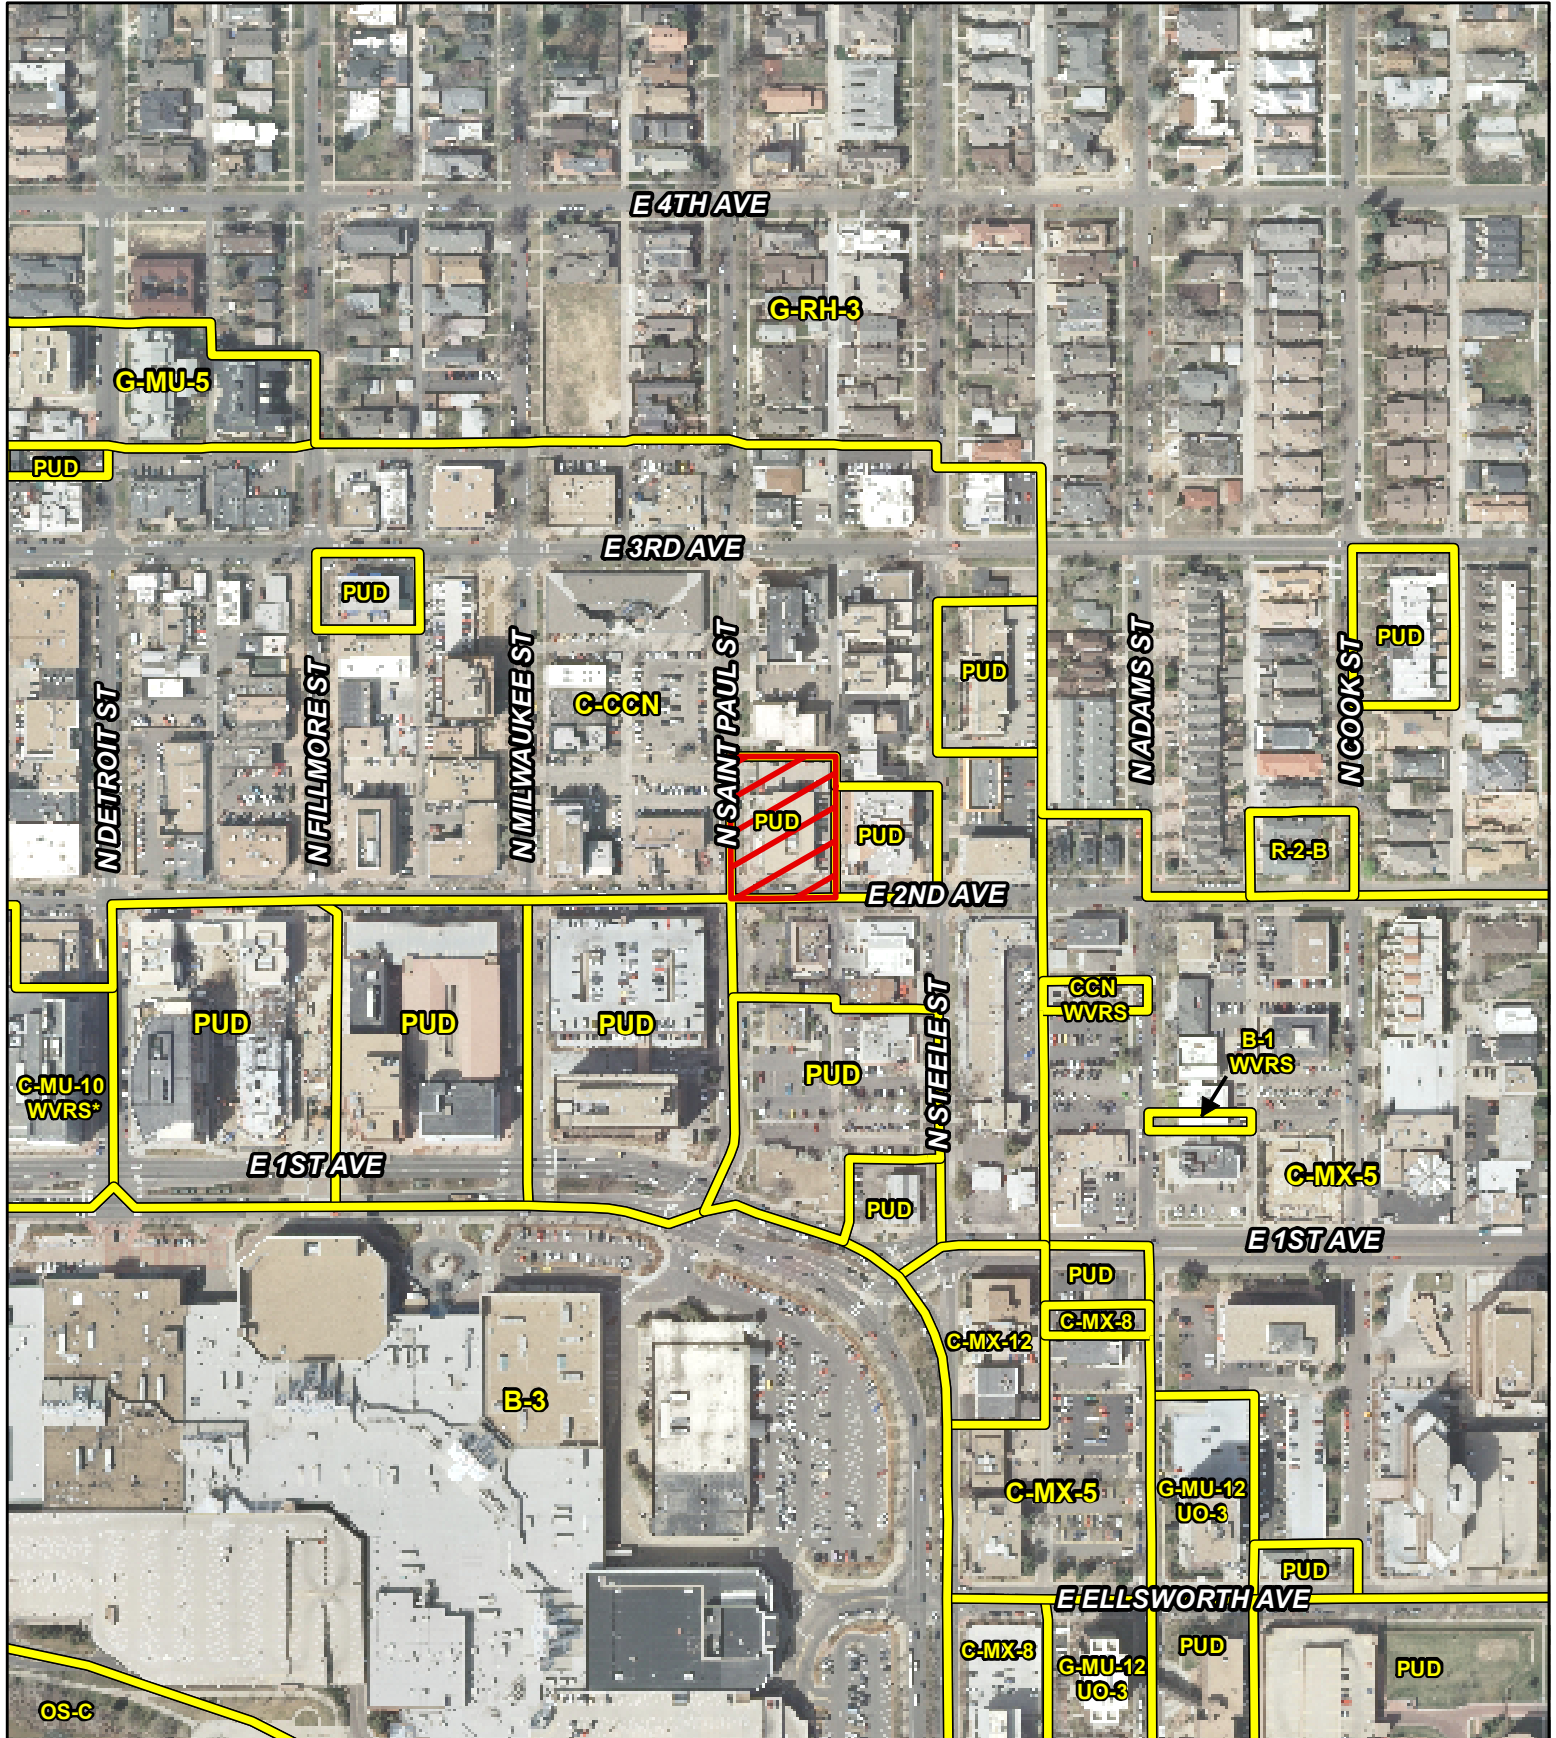 E 4TH AVE
G-RH-3
G-MU-5
PUD
E 3RD AVE
PUD
PUD
PUD
N DETROIT ST
N FILLMORE ST
N MILWAUKEE ST
N SAINT PAUL ST
N ADAMS ST
N COOK ST
C-CCN
PUD
PUD
R-2-B
E 2ND AVE
N STEELE ST
CCN
WVRS
PUD
PUD
PUD
B-1
WVRS
PUD
C-MU-10
WVRS*
E 1ST AVE
C-MX-5
PUD
E 1ST AVE
PUD
C-MX-8
C-MX-12
B-3
C-MX-5
G-MU-12
UO-3
PUD
E ELLSWORTH AVE
C-MX-8
G-MU-12
UO-3
PUD
PUD
OS-C